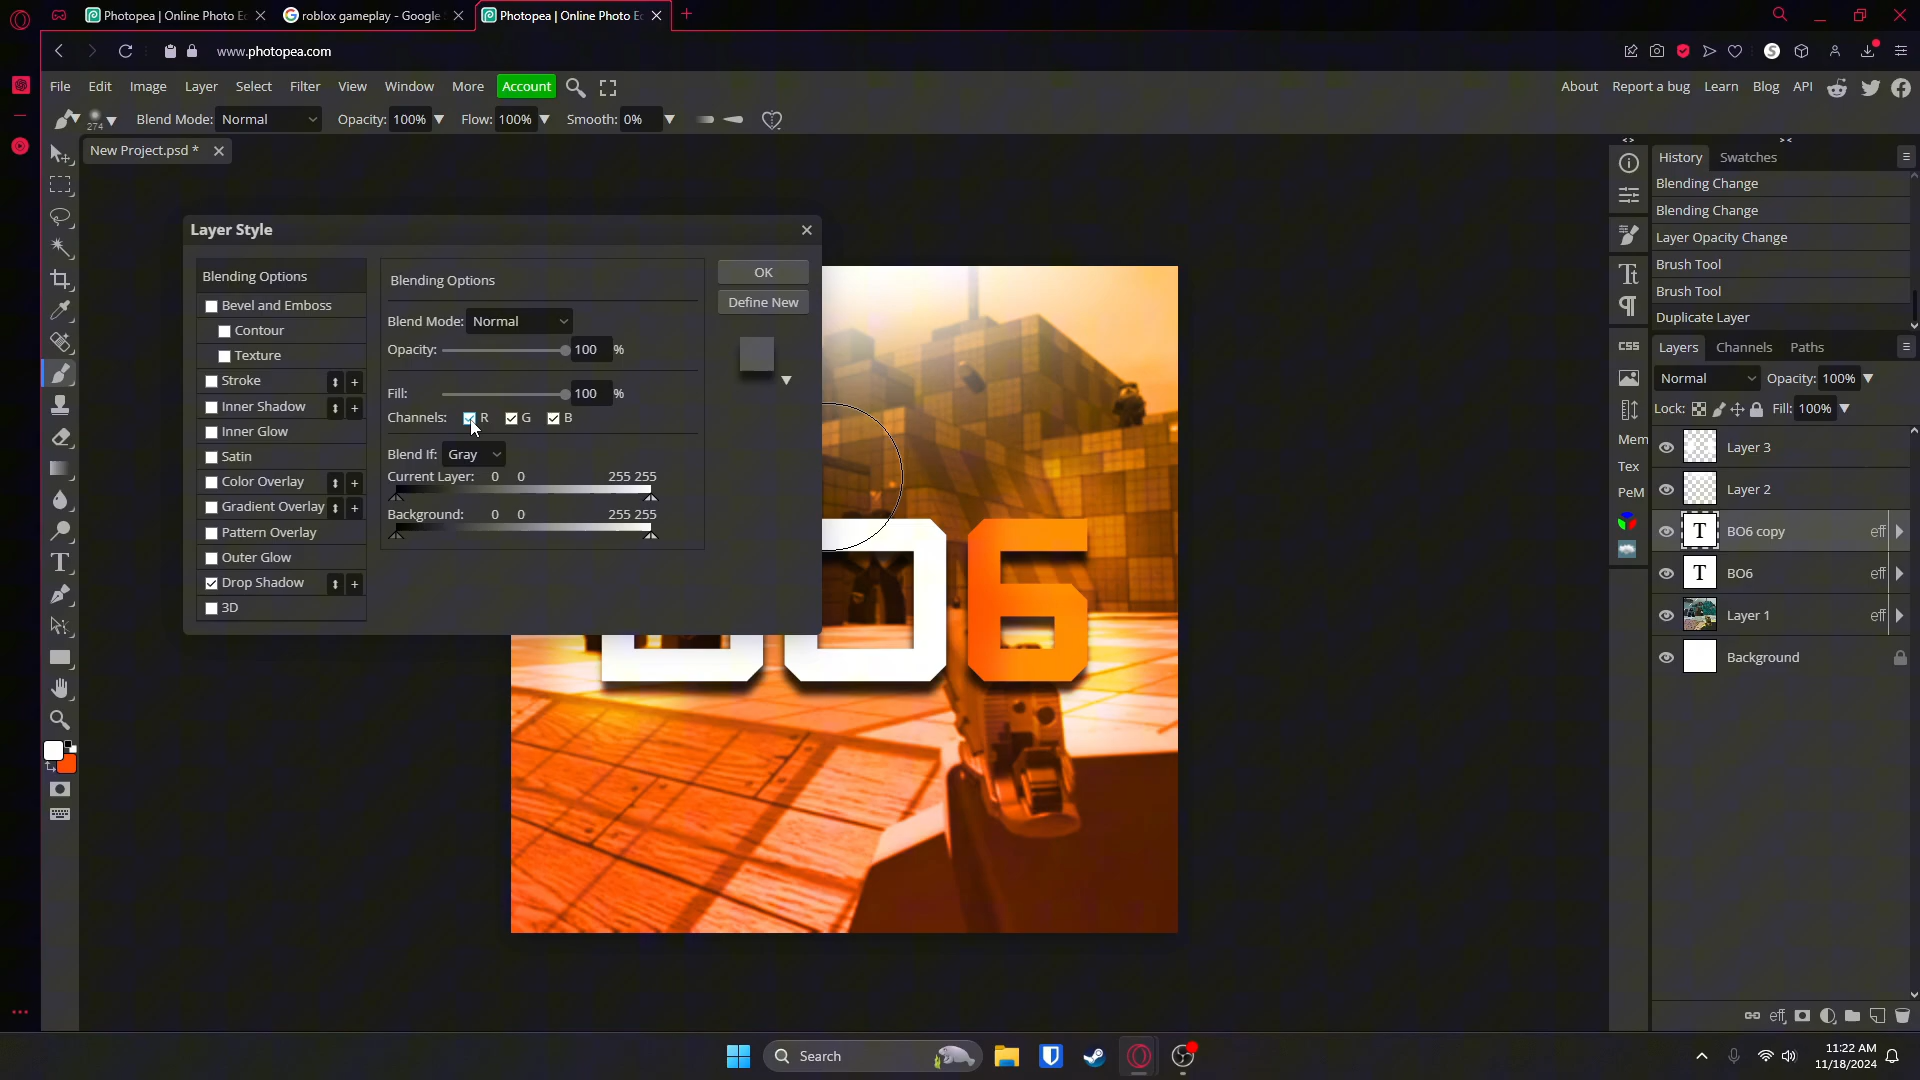 Photopea | Online Photo Ec
roblox gameplay - Google
Photopea | Online Photo Ec
www.photopea.com
File Edit Image Layer Select Filter View Window More Account
About Report a bug Learn Blog API
274 Blend Mode: Normal Opacity: 100% Flow: 100% Smooth: 0%
New Project.psd *
Layer Style
Blending Options
Bevel and Emboss
Contour
Texture
Stroke
Inner Shadow
Inner Glow
Satin
Color Overlay
Gradient Overlay
Pattern Overlay
Outer Glow
Drop Shadow
3D
Blending Options
Blend Mode: Normal
Opacity: 100 %
Fill: 100 %
Channels: R G B
Blend If: Gray
Current Layer: 0 0 255 255
Background: 0 0 255 255
OK
Define New
6
CSS
Mem
Tex
PeM
History Swatches
Blending Change
Blending Change
Layer Opacity Change
Brush Tool
Brush Tool
Duplicate Layer
Layers Channels Paths
Normal Opacity: 100%
Lock: Fill: 100%
Layer 3
Layer 2
T BO6 copy eff
T BO6 eff
Layer 1 eff
Background
eff
Search
11:22 AM
11/18/2024